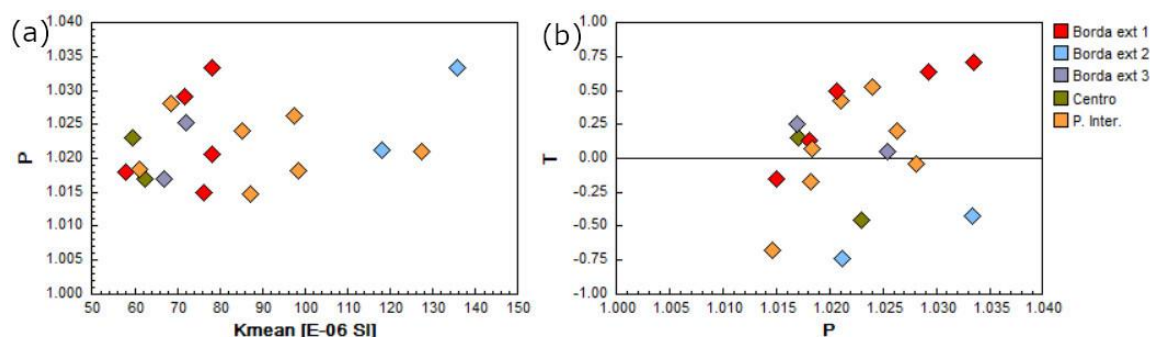 (a)
1.040
1.035
1.030
1.025
1.020
1.015
1.010
1.005
1.000
P
50 60 70 80 90 100 110 120 130 140 150
Kmean [E-06 SI]
(b)
1.00
0.75
0.50
0.25
0.00
-0.25
-0.50
-0.75
-1.00
T
1.000 1.005 1.010 1.015 1.020 1.025 1.030 1.035 1.040
P
Borda ext 1
Borda ext 2
Borda ext 3
Centro
P. Inter.